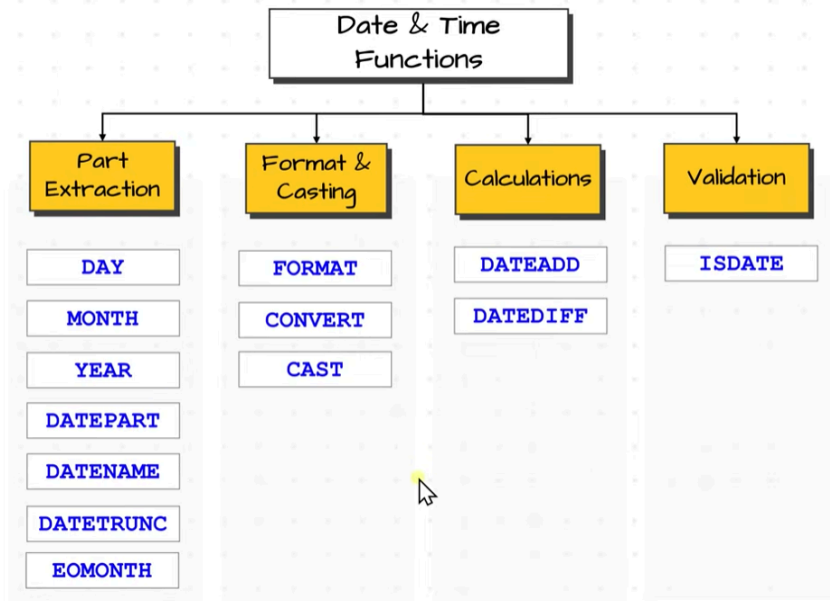 Date & Time
Functions
Part
Extraction
Format &
Casting
Calculations
Validation
DAY
MONTH
YEAR
DATEPART
DATENAME
DATETRUNC
EOMONTH
FORMAT
CONVERT
CAST
DATEADD
DATEDIFF
ISDATE